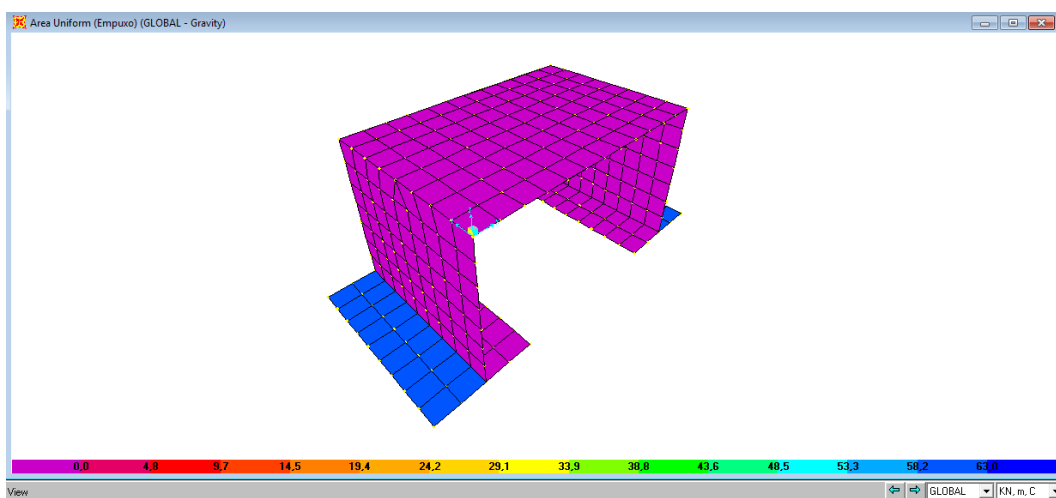 Area Uniform (Empuxo) (GLOBAL - Gravity)
0,0 4,8 9,7 14,5 19,4 24,2 29,1 33,9 38,8 43,6 48,5 53,3 58,2 63,0
View GLOBAL KN, m, C